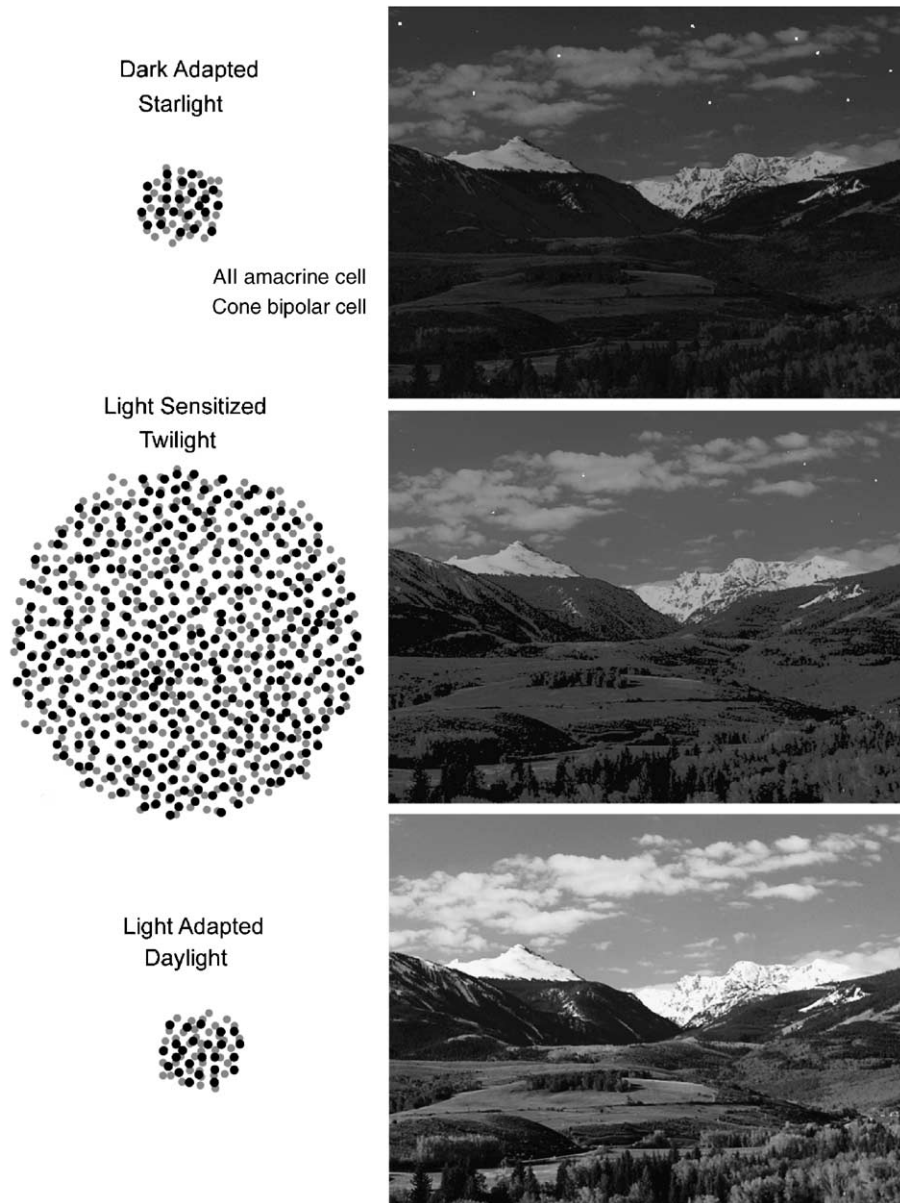 Dark Adapted
Starlight
AII amacrine cell
Cone bipolar cell
Light Sensitized
Twilight
Light Adapted
Daylight